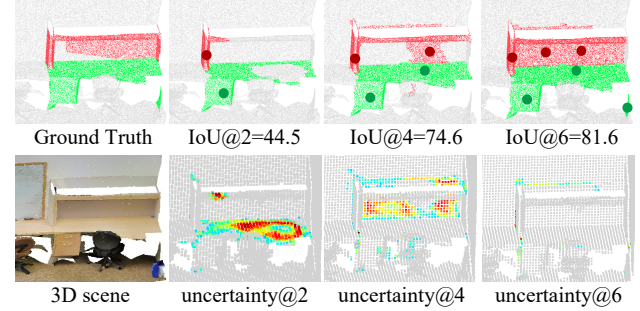 Ground Truth
IoU@2=44.5
IoU@4=74.6
IoU@6=81.6
3D scene
uncertainty@2
uncertainty@4
uncertainty@6